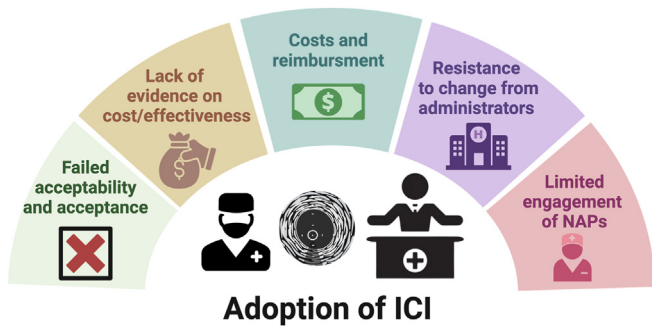 Failed
acceptability
and acceptance
Lack of
evidence on
cost/effectiveness
$
Costs and
reimbursment
$
Resistance
to change from
administrators
H
Limited
engagement
of NAPs
Adoption of ICI